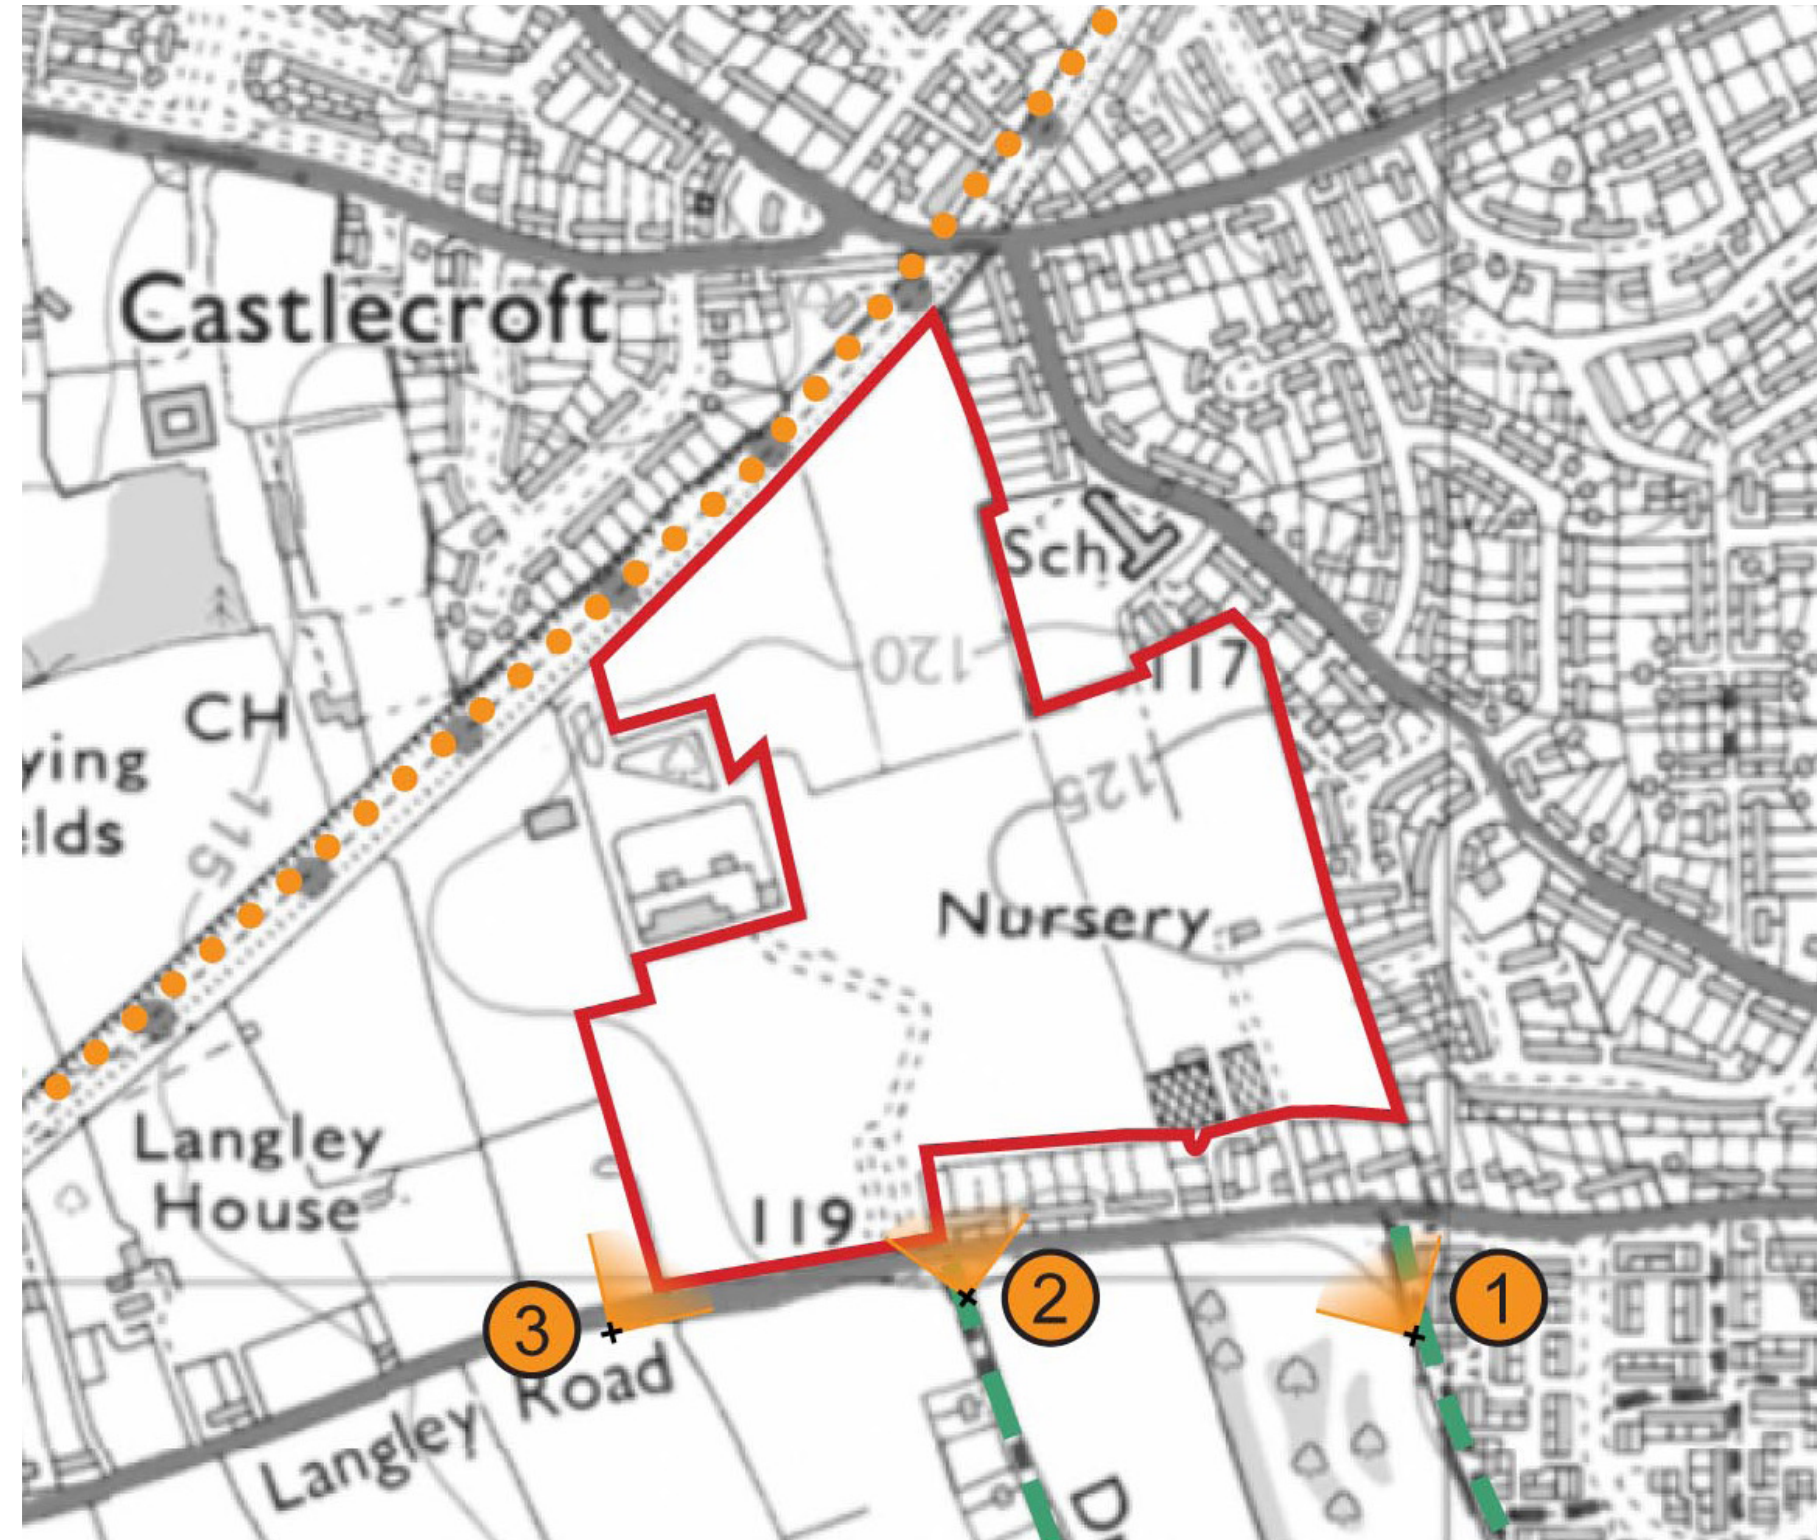 Castlecroft
Sch
120
117
CH
ying
elds
115
125
Nursery
Langley
House
119
3
2
1
Langley Road
D